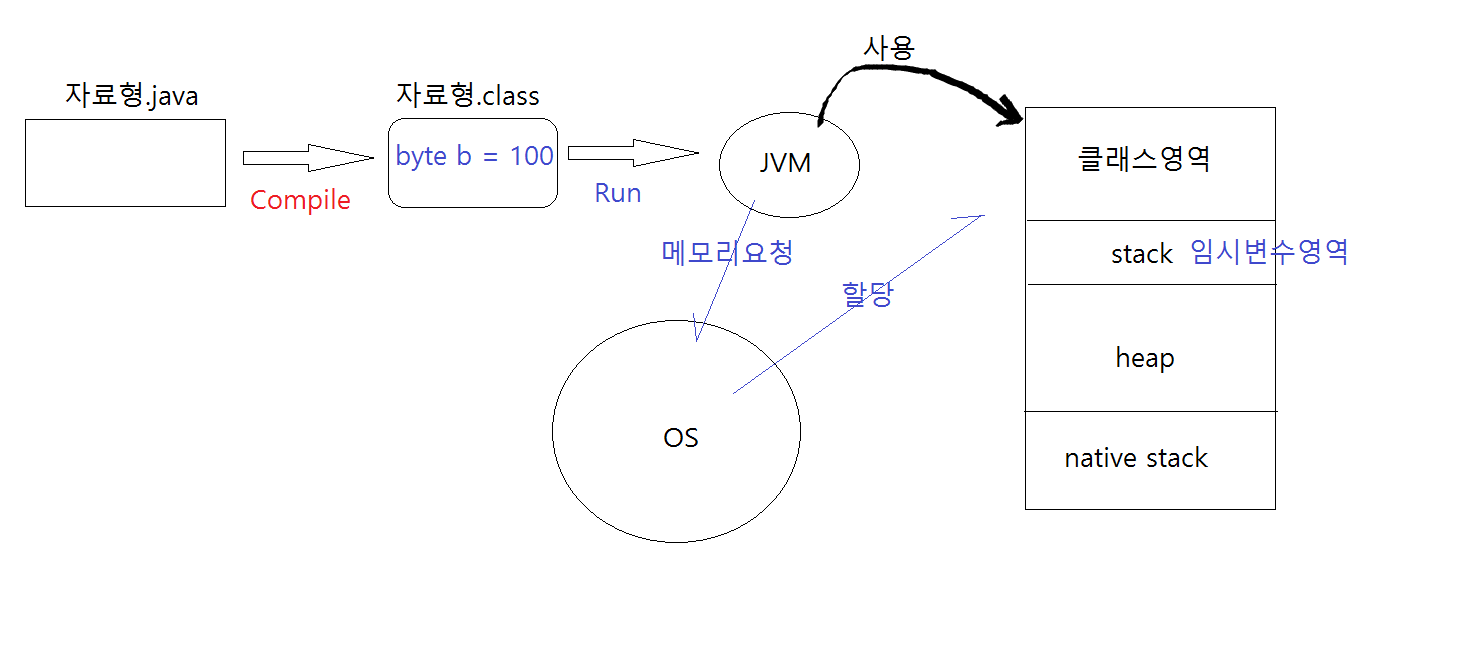 사용
자료형.java
자료형.class
byte b = 100
JVM
클래스영역
Compile
Run
메모리요청
stack 임시변수영역
할당
heap
OS
native stack